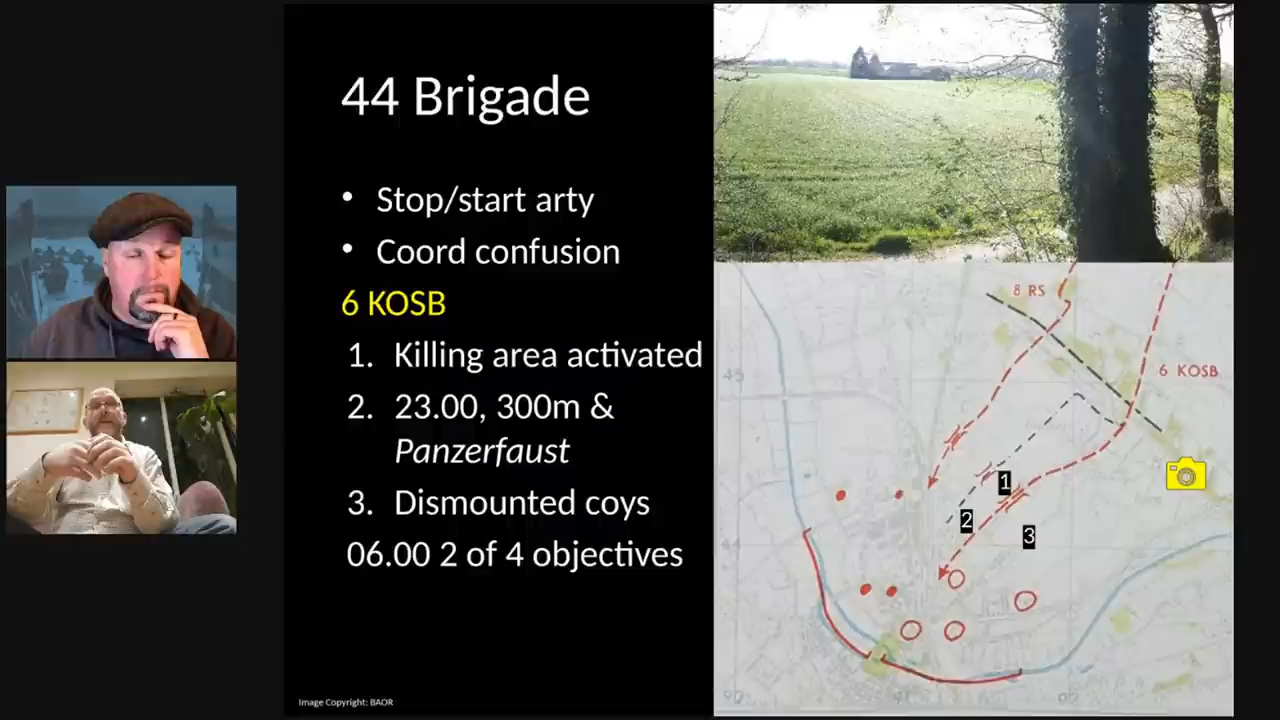 44 Brigade
• Stop/start arty
• Coord confusion
6 KOSB
1. Killing area activated
2. 23.00, 300m &
Panzerfaust
3. Dismounted coys
06.00 2 of 4 objectives
Image Copyright: BAOR
8 RS
6 KOSB
1
2
3